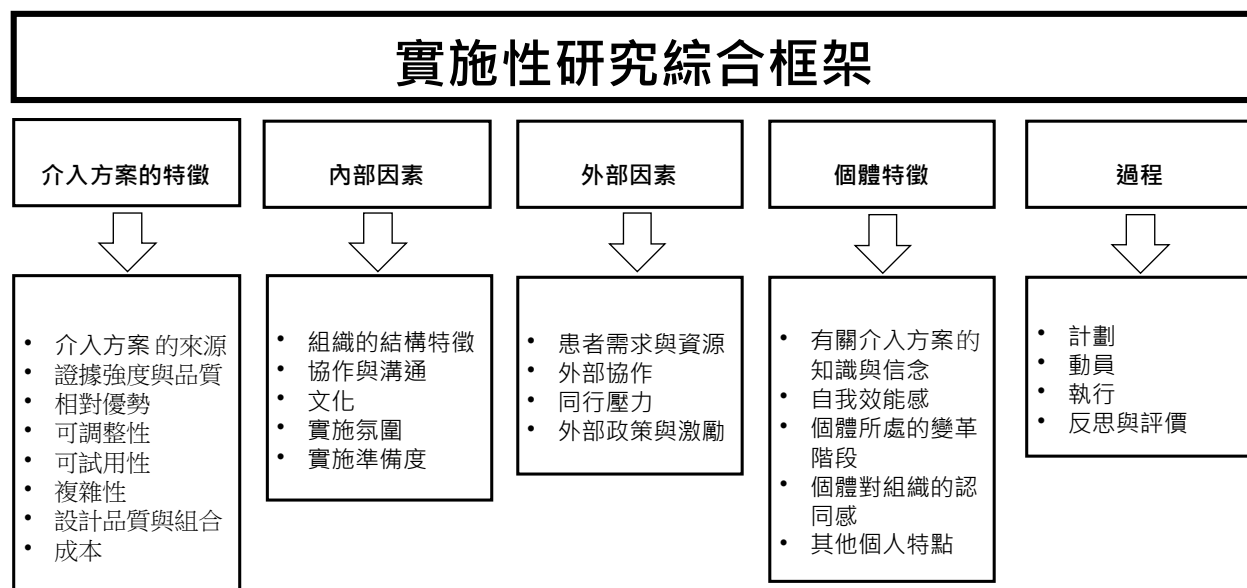 實施性研究綜合框架
介入方案的特徵
內部因素
外部因素
個體特徵
過程
• 介入方案的來源
• 證據強度與品質
• 相對優勢
• 可調整性
• 可試用性
• 複雜性
• 設計品質與組合
• 成本
• 組織的結構特徵
• 協作與溝通
• 文化
• 實施氛圍
• 實施準備度
• 患者需求與資源
• 外部協作
• 同行壓力
• 外部政策與激勵
• 有關介入方案的
知識與信念
• 自我效能感
• 個體所處的變革
階段
• 個體對組織的認
同感
• 其他個人特點
• 計劃
• 動員
• 執行
• 反思與評價